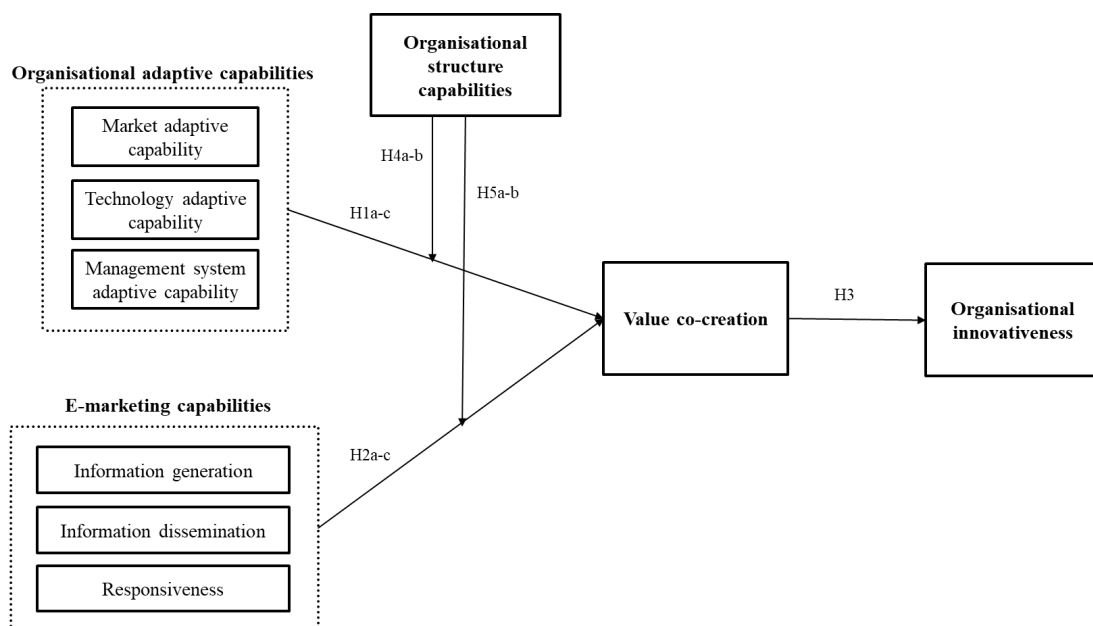 Organisational
structure
capabilities
Organisational adaptive capabilities
Market adaptive
capability
Technology adaptive
capability
Management system
adaptive capability
H4a-b
H5a-b
H1a-c
Value co-creation
H3
Organisational
innovativeness
E-marketing capabilities
Information generation
Information dissemination
Responsiveness
H2a-c